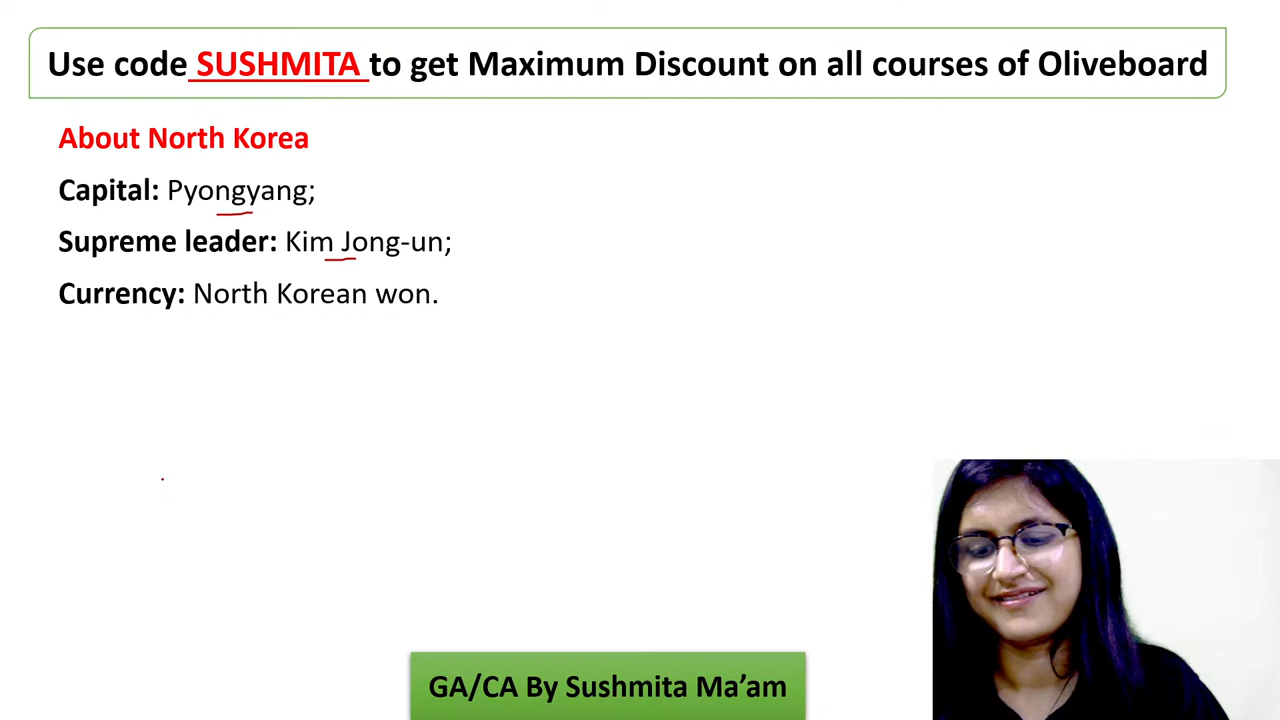 Use code SUSHMITA to get Maximum Discount on all courses of Oliveboard
About North Korea
Capital: Pyongyang;
Supreme leader: Kim Jong-un;
Currency: North Korean won.
GA/CA By Sushmita Ma’am